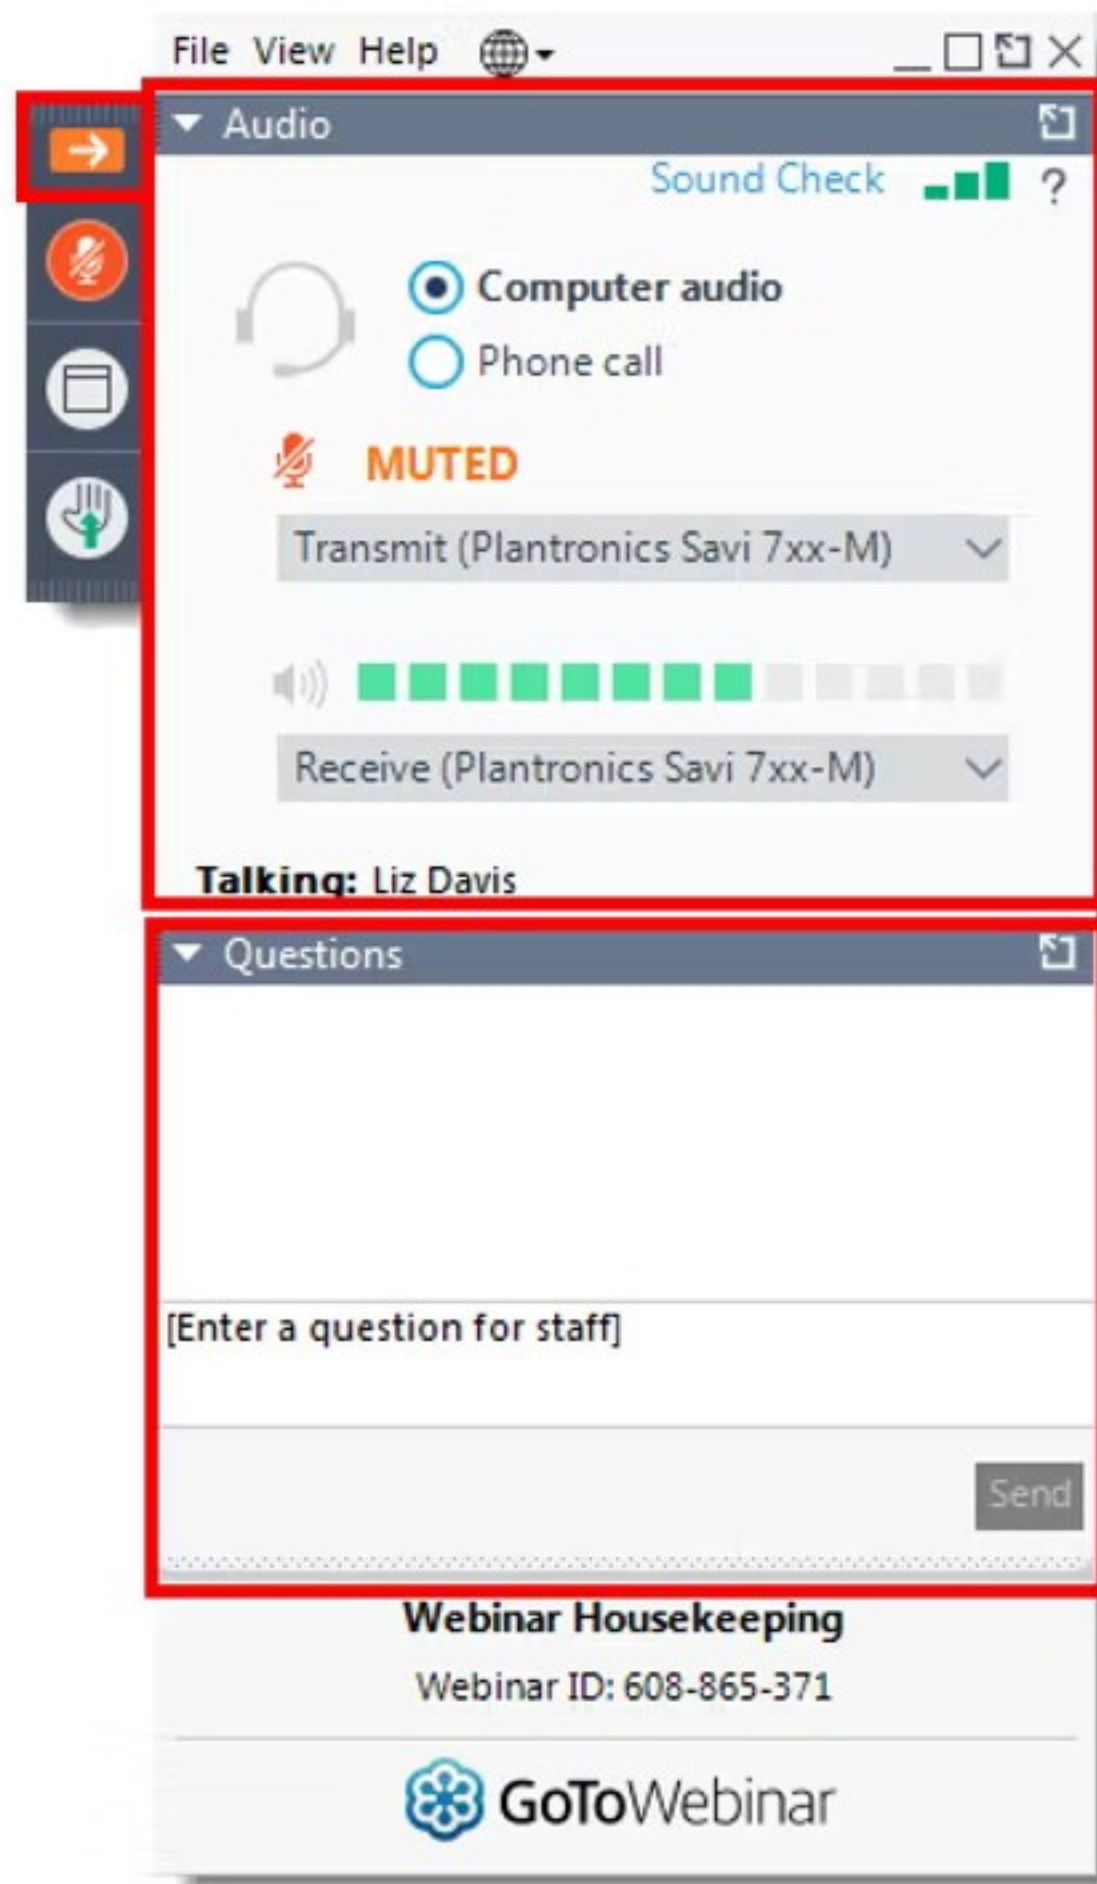 File View Help
Audio
Sound Check ?
Computer audio
Phone call
MUTED
Transmit (Plantronics Savi 7xx-M)
Receive (Plantronics Savi 7xx-M)
Talking: Liz Davis
Questions
[Enter a question for staff]
Send
Webinar Housekeeping
Webinar ID: 608-865-371
GoToWebinar